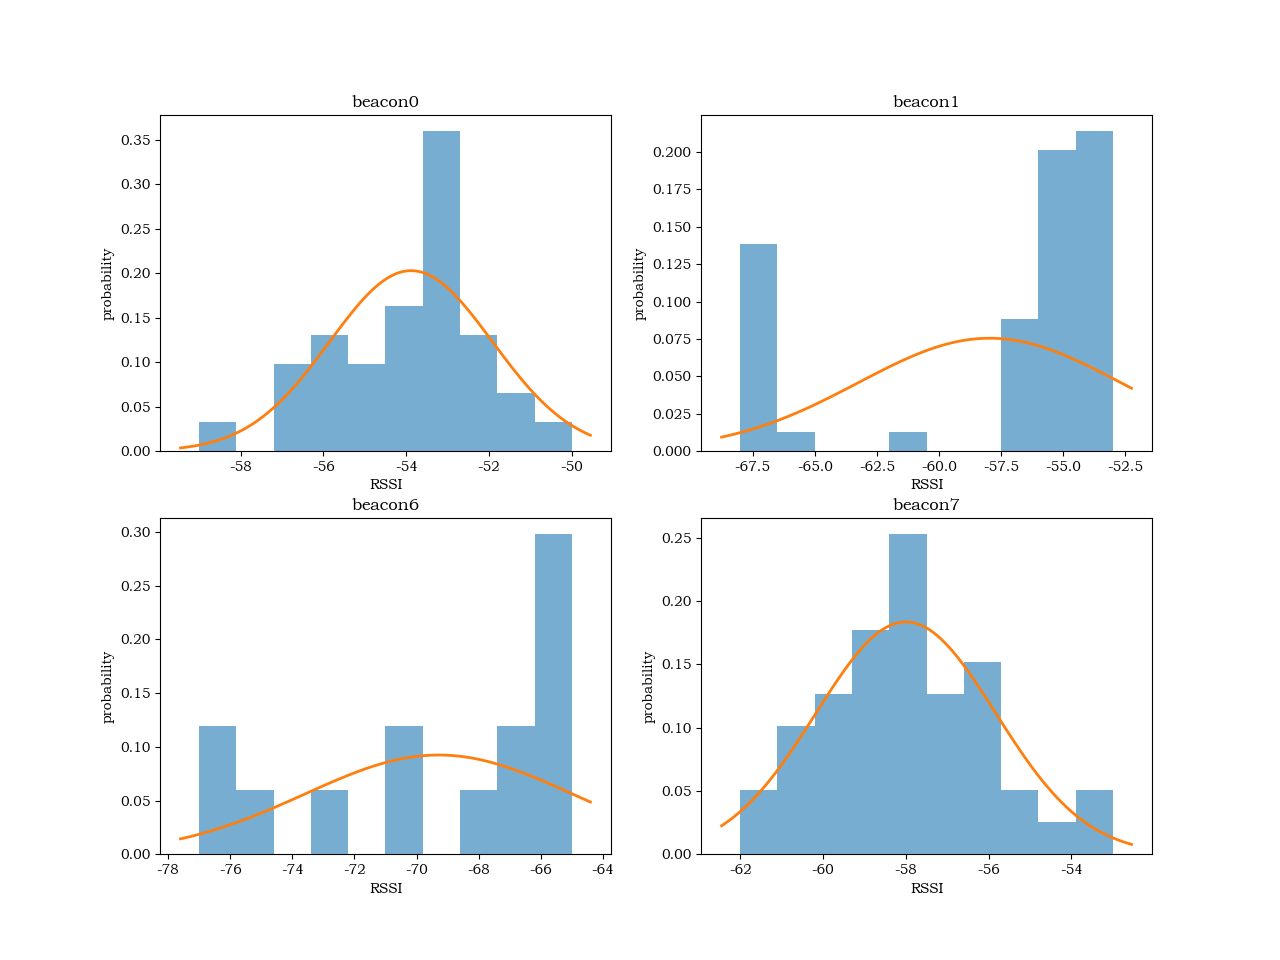 beacon0
beacon1
0.35
0.30
0.25
0.20
0.15
0.10
0.05
0.00
probability
-58 -56 -54 -52 -50
RSSI
0.200
0.175
0.150
0.125
0.100
0.075
0.050
0.025
0.000
probability
-67.5 -65.0 -62.5 -60.0 -57.5 -55.0 -52.5
RSSI
beacon6
beacon7
0.30
0.25
0.20
0.15
0.10
0.05
0.00
probability
-78 -76 -74 -72 -70 -68 -66 -64
RSSI
0.25
0.20
0.15
0.10
0.05
0.00
probability
-62 -60 -58 -56 -54
RSSI